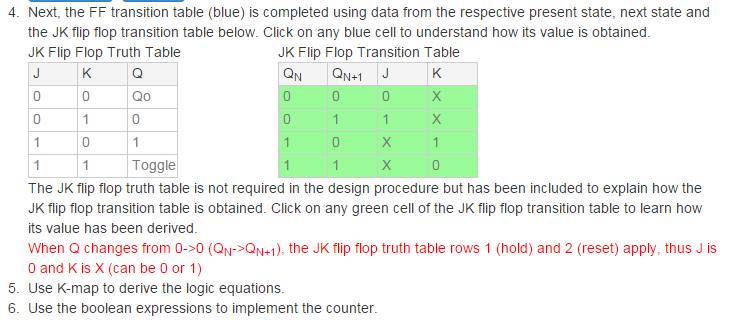 4. Next, the FF transition table (blue) is completed using data from the respective present state, next state and
the JK flip flop transition table below. Click on any blue cell to understand how its value is obtained.
JK Flip Flop Truth Table JK Flip Flop Transition Table
J K Q QN QN+1 J K
0 0 Qo 0 0 0 X
0 1 0 0 1 1 X
1 0 1 1 0 X 1
1 1 Toggle 1 1 X 0
The JK flip flop truth table is not required in the design procedure but has been included to explain how the
JK flip flop transition table is obtained. Click on any green cell of the JK flip flop transition table to learn how
its value has been derived.
When Q changes from 0->0 (QN->QN+1), the JK flip flop truth table rows 1 (hold) and 2 (reset) apply, thus J is
0 and K is X (can be 0 or 1)
5. Use K-map to derive the logic equations.
6. Use the boolean expressions to implement the counter.